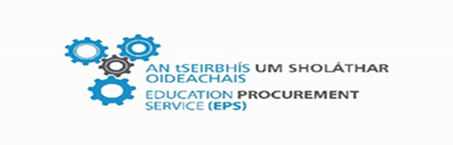 AN tSEIRBHÍS UM SHOLÁTHAR
OIDEACHAIS
EDUCATION PROCUREMENT
SERVICE (EPS)